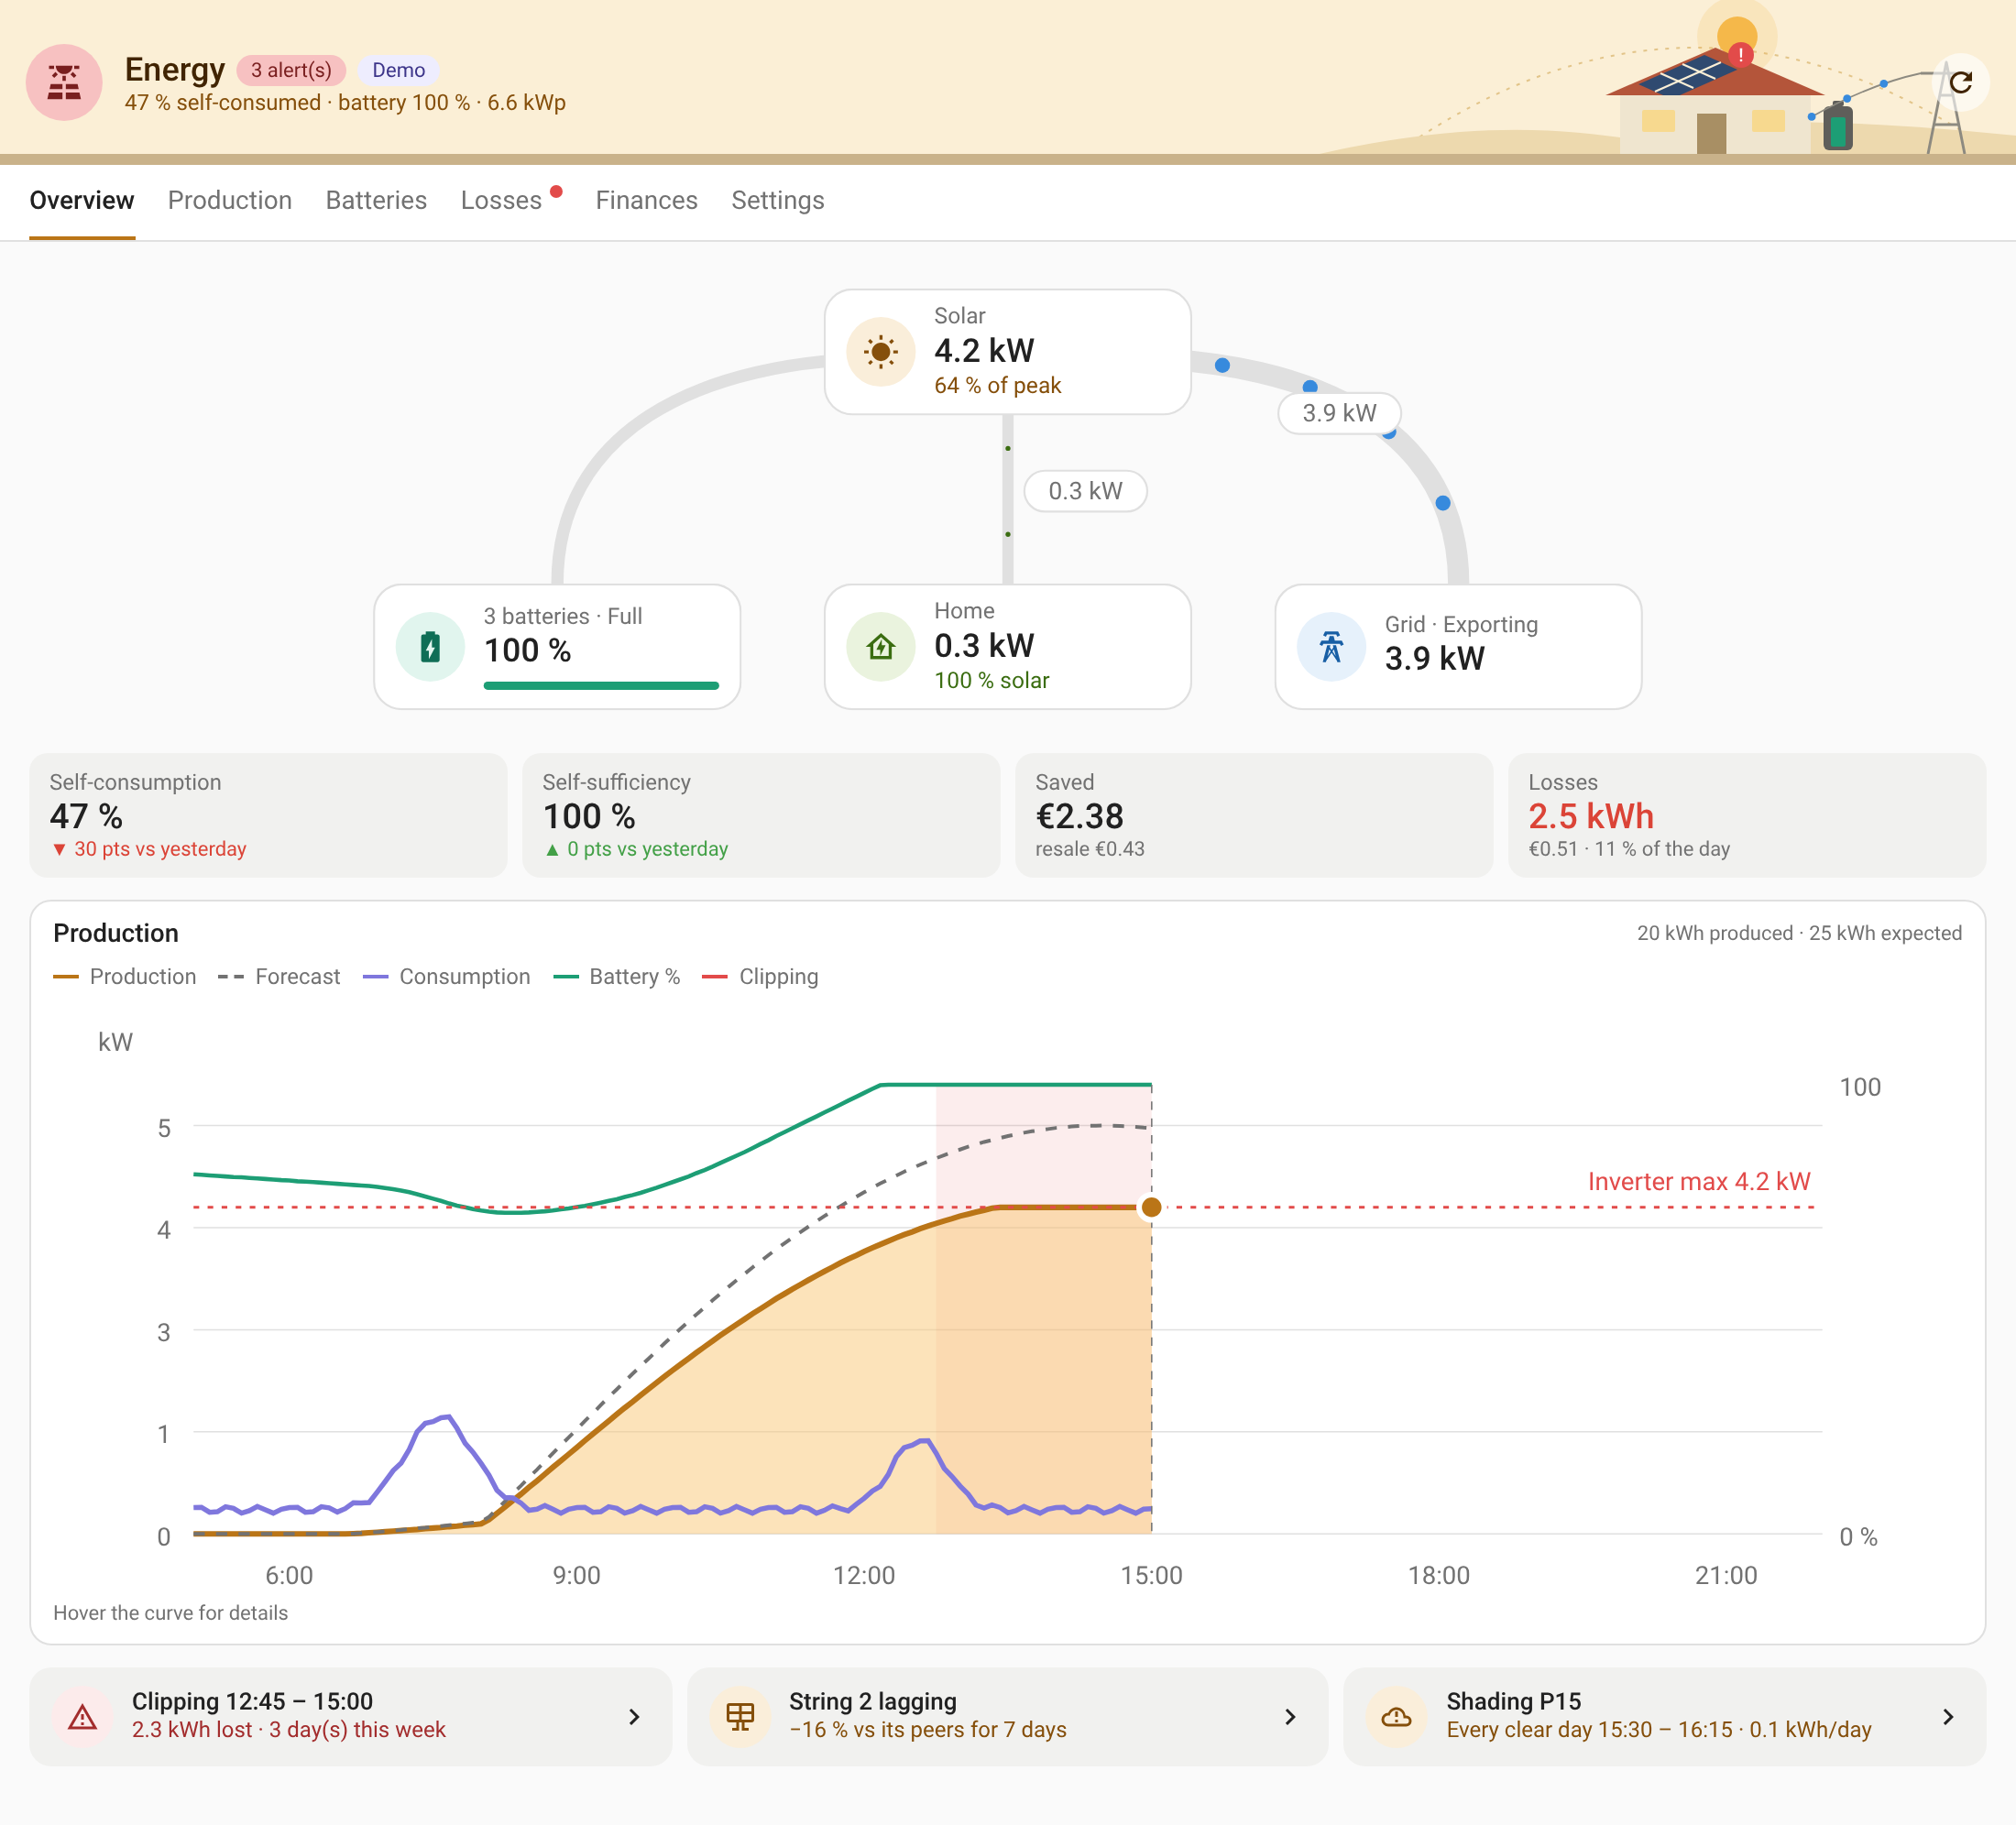 Energy 3 alert(s) Demo
47 % self-consumed · battery 100 % · 6.6 kWp
!
Overview Production Batteries Losses Finances Settings
Solar
4.2 kW
64 % of peak
3.9 kW
0.3 kW
3 batteries · Full
100 %
Home
0.3 kW
100 % solar
Grid · Exporting
3.9 kW
Self-consumption
47 %
▼ 30 pts vs yesterday
Self-sufficiency
100 %
▲ 0 pts vs yesterday
Saved
€2.38
resale €0.43
Losses
2.5 kWh
€0.51 · 11 % of the day
Production
20 kWh produced · 25 kWh expected
Production Forecast Consumption Battery % Clipping
kW
100
5
Inverter max 4.2 kW
4
3
1
0
0 %
6:00 9:00 12:00 15:00 18:00 21:00
Hover the curve for details
Clipping 12:45 – 15:00
2.3 kWh lost · 3 day(s) this week
String 2 lagging
−16 % vs its peers for 7 days
Shading P15
Every clear day 15:30 – 16:15 · 0.1 kWh/day